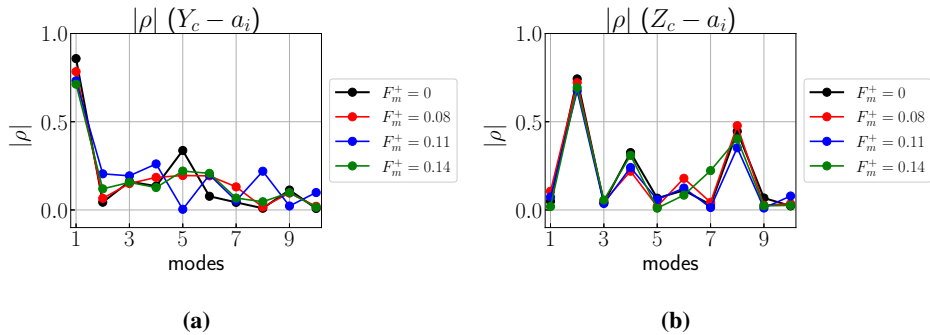 |ρ| (Y_c − a_i)
1.0
0.5
0.0
|ρ|
1 3 5 7 9
modes
F_m^+ = 0
F_m^+ = 0.08
F_m^+ = 0.11
F_m^+ = 0.14
(a)
|ρ| (Z_c − a_i)
1.0
0.5
0.0
|ρ|
1 3 5 7 9
modes
F_m^+ = 0
F_m^+ = 0.08
F_m^+ = 0.11
F_m^+ = 0.14
(b)